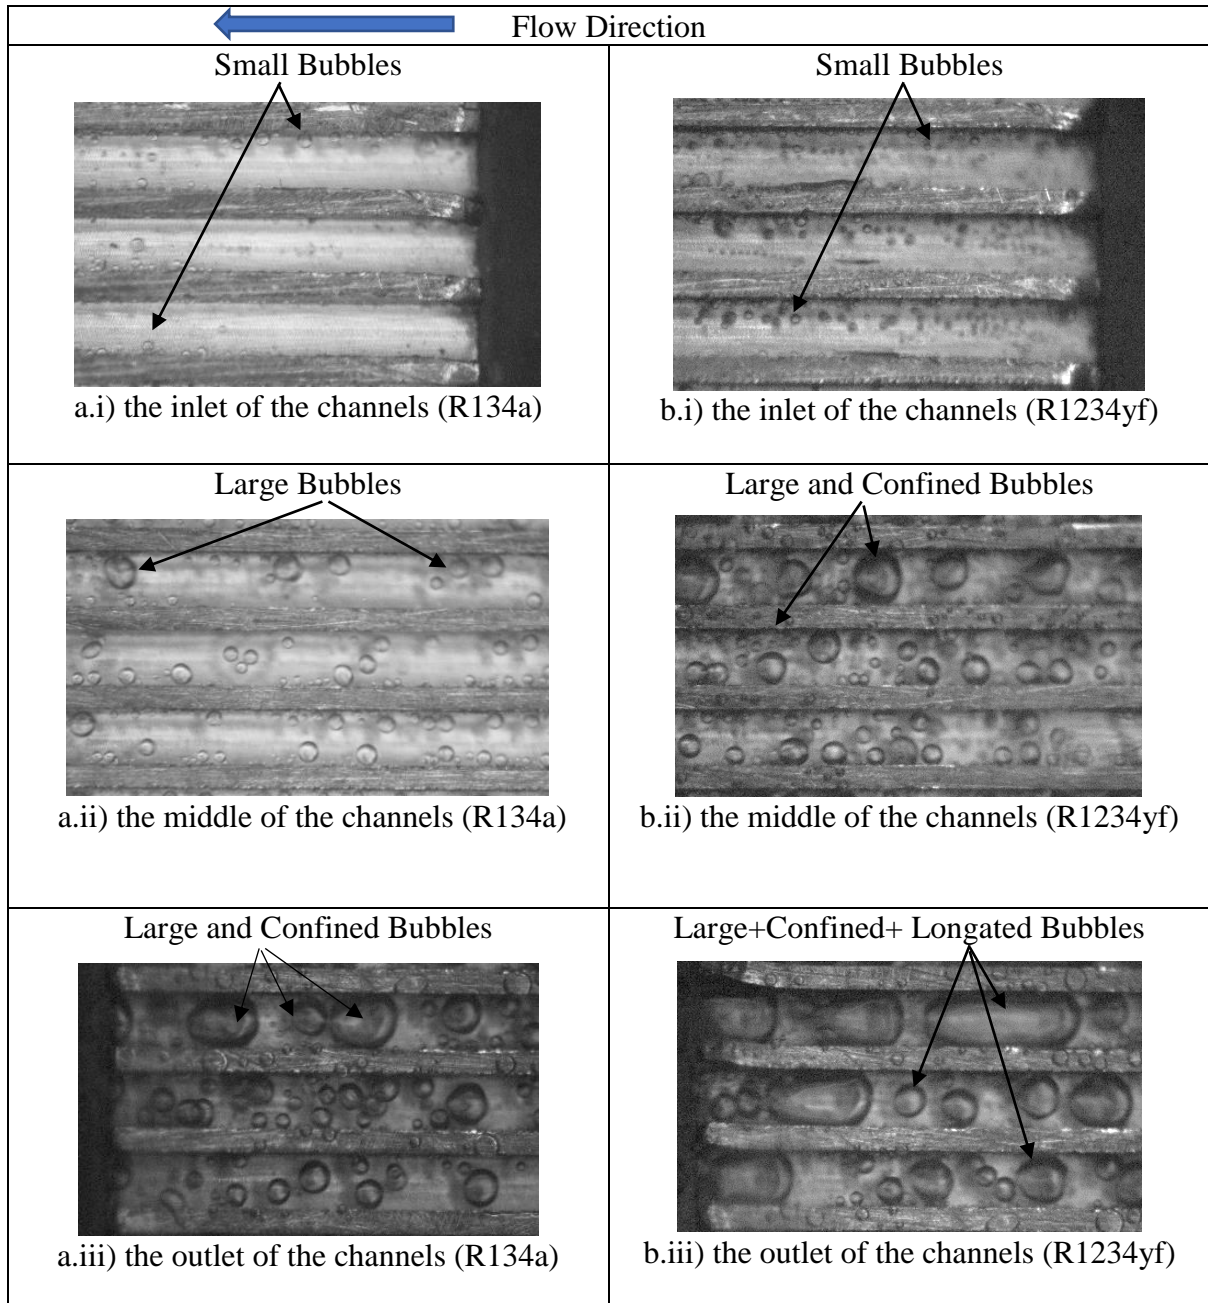 Flow Direction
Small Bubbles
Small Bubbles
a.i) the inlet of the channels (R134a)
b.i) the inlet of the channels (R1234yf)
Large Bubbles
Large and Confined Bubbles
a.ii) the middle of the channels (R134a)
b.ii) the middle of the channels (R1234yf)
Large and Confined Bubbles
Large+Confined+ Longated Bubbles
a.iii) the outlet of the channels (R134a)
b.iii) the outlet of the channels (R1234yf)